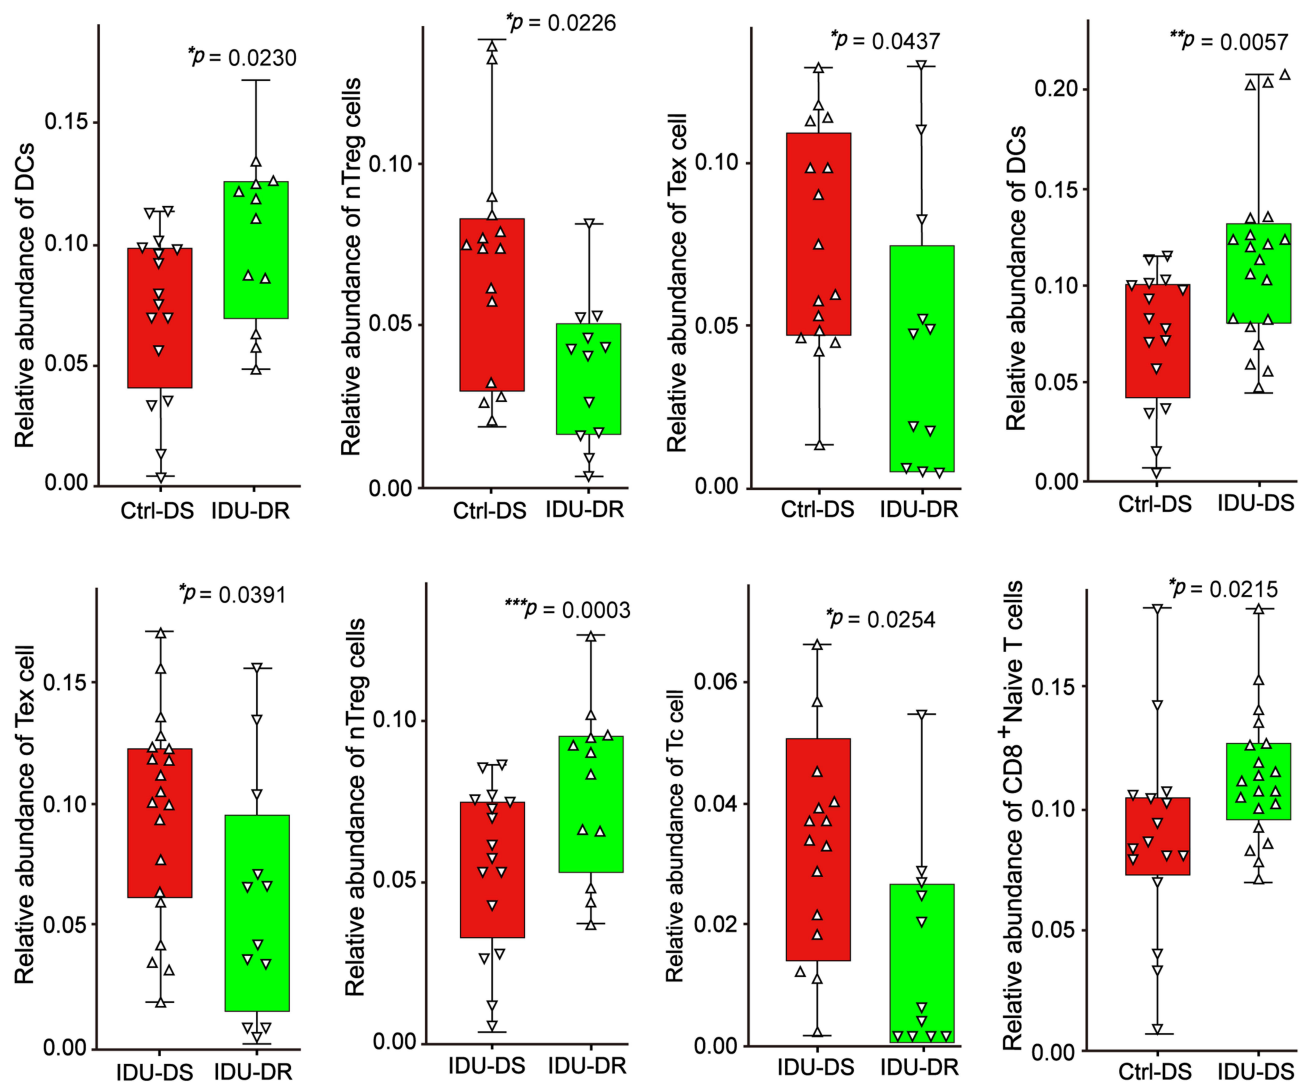 *p = 0.0230
Relative abundance of DCs
0.15
0.10
0.05
0.00
Ctrl-DS IDU-DR
*p = 0.0226
Relative abundance of nTreg cells
0.10
0.05
0.00
Ctrl-DS IDU-DR
*p = 0.0437
Relative abundance of Tex cell
0.10
0.05
0.00
Ctrl-DS IDU-DR
**p = 0.0057
Relative abundance of DCs
0.20
0.15
0.10
0.05
0.00
Ctrl-DS IDU-DS
*p = 0.0391
Relative abundance of Tex cell
0.15
0.10
0.05
0.00
IDU-DS IDU-DR
***p = 0.0003
Relative abundance of nTreg cells
0.10
0.05
0.00
IDU-DS IDU-DR
*p = 0.0254
Relative abundance of Tc cell
0.06
0.04
0.02
0.00
IDU-DS IDU-DR
*p = 0.0215
Relative abundance of CD8⁺Naive T cells
0.15
0.10
0.05
0.00
Ctrl-DS IDU-DS